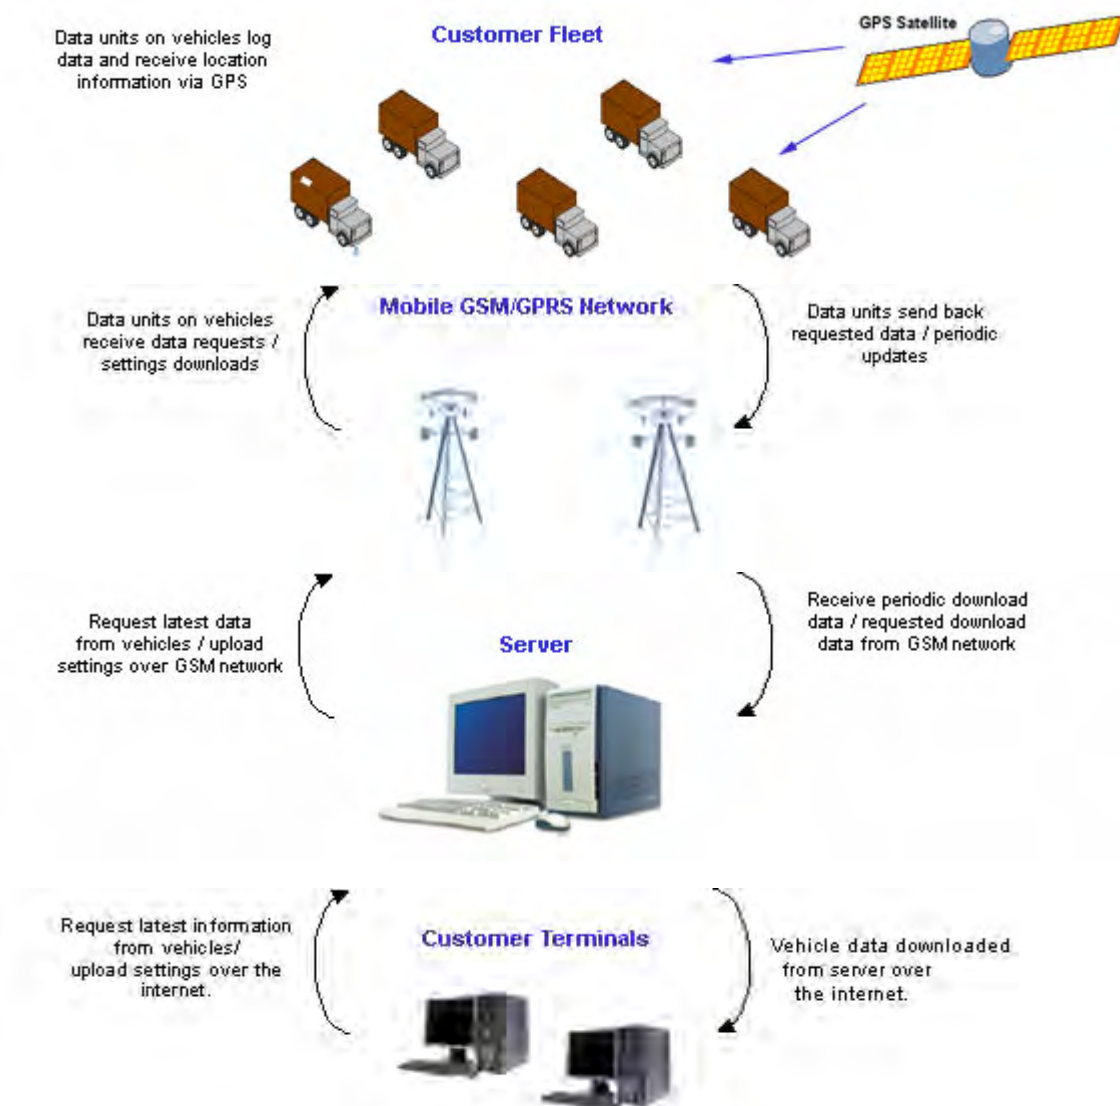 Data units on vehicles log
data and receive location
information via GPS
Customer Fleet
GPS Satellite
Data units on vehicles
receive data requests /
settings downloads
Mobile GSM/GPRS Network
Data units send back
requested data / periodic
updates
Request latest data
from vehicles / upload
settings over GSM network
Server
Receive periodic download
data / requested download
data from GSM network
Request latest information
from vehicles/
upload settings over the
internet.
Customer Terminals
Vehicle data downloaded
from server over
the internet.